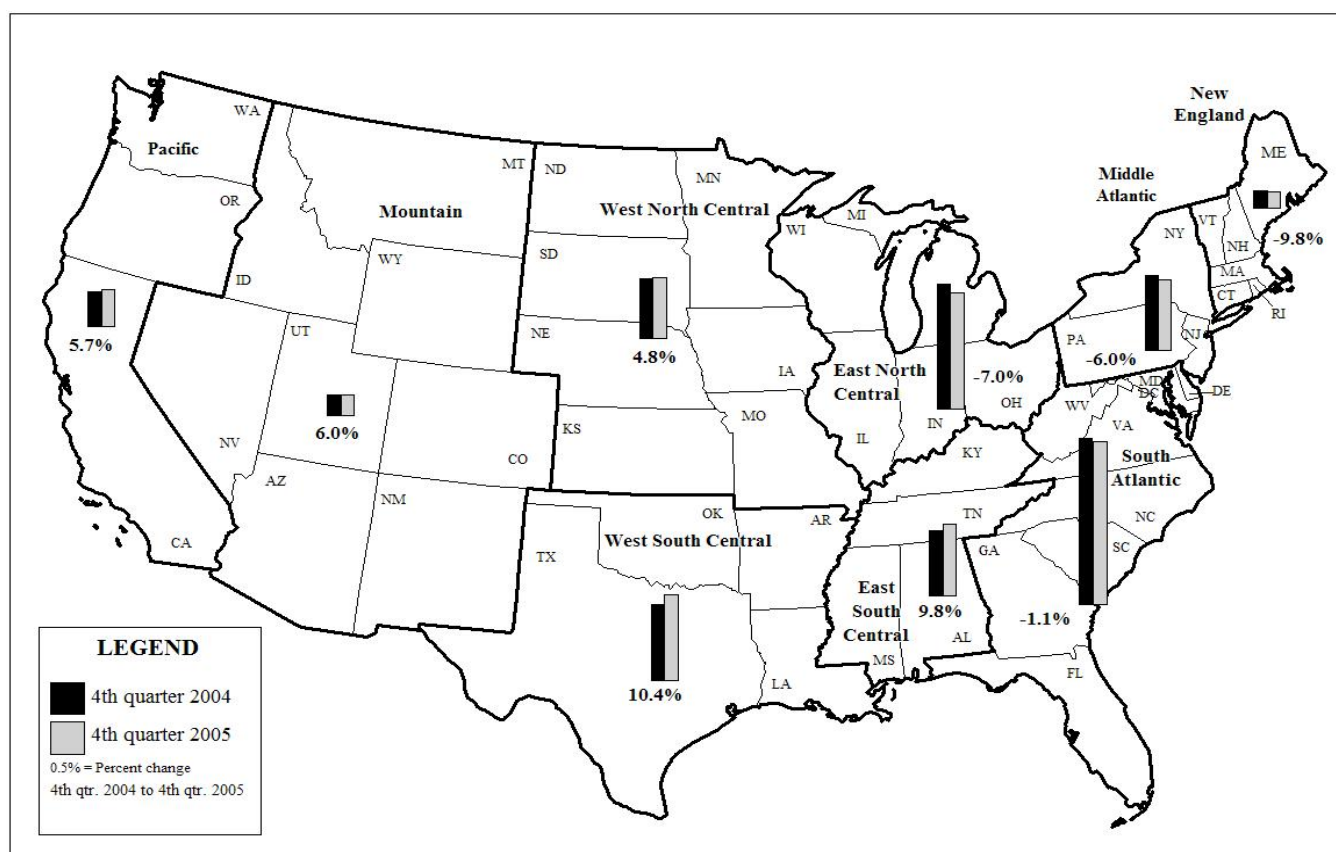 New
England
WA
ME
Pacific
MT
ND
MN
Middle
Atlantic
OR
Mountain
West North Central
MI
WI
NY
VT
-9.8%
NH
WY
SD
MA
ID
CT
RI
UT
NE
PA
NJ
5.7%
4.8%
IA
East North
Central
-7.0%
-6.0%
MD
DC
DE
OH
WV
6.0%
MO
KS
IL
IN
VA
NV
CO
KY
South
Atlantic
AZ
NM
OK
AR
TN
NC
CA
West South Central
TX
GA
SC
East
South
Central
9.8%
-1.1%
AL
MS
FL
LA
10.4%
LEGEND
4th quarter 2004
4th quarter 2005
0.5% = Percent change
4th qtr. 2004 to 4th qtr. 2005